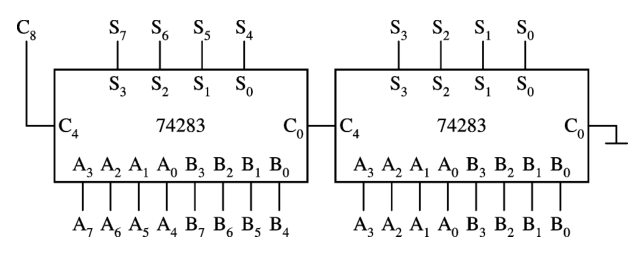 C₈ S₇ S₆ S₅ S₄ S₃ S₂ S₁ S₀
S₃ S₂ S₁ S₀ S₃ S₂ S₁ S₀
C₄ 74283 C₀ C₄ 74283 C₀
A₃ A₂ A₁ A₀ B₃ B₂ B₁ B₀ A₃ A₂ A₁ A₀ B₃ B₂ B₁ B₀
A₇ A₆ A₅ A₄ B₇ B₆ B₅ B₄ A₃ A₂ A₁ A₀ B₃ B₂ B₁ B₀